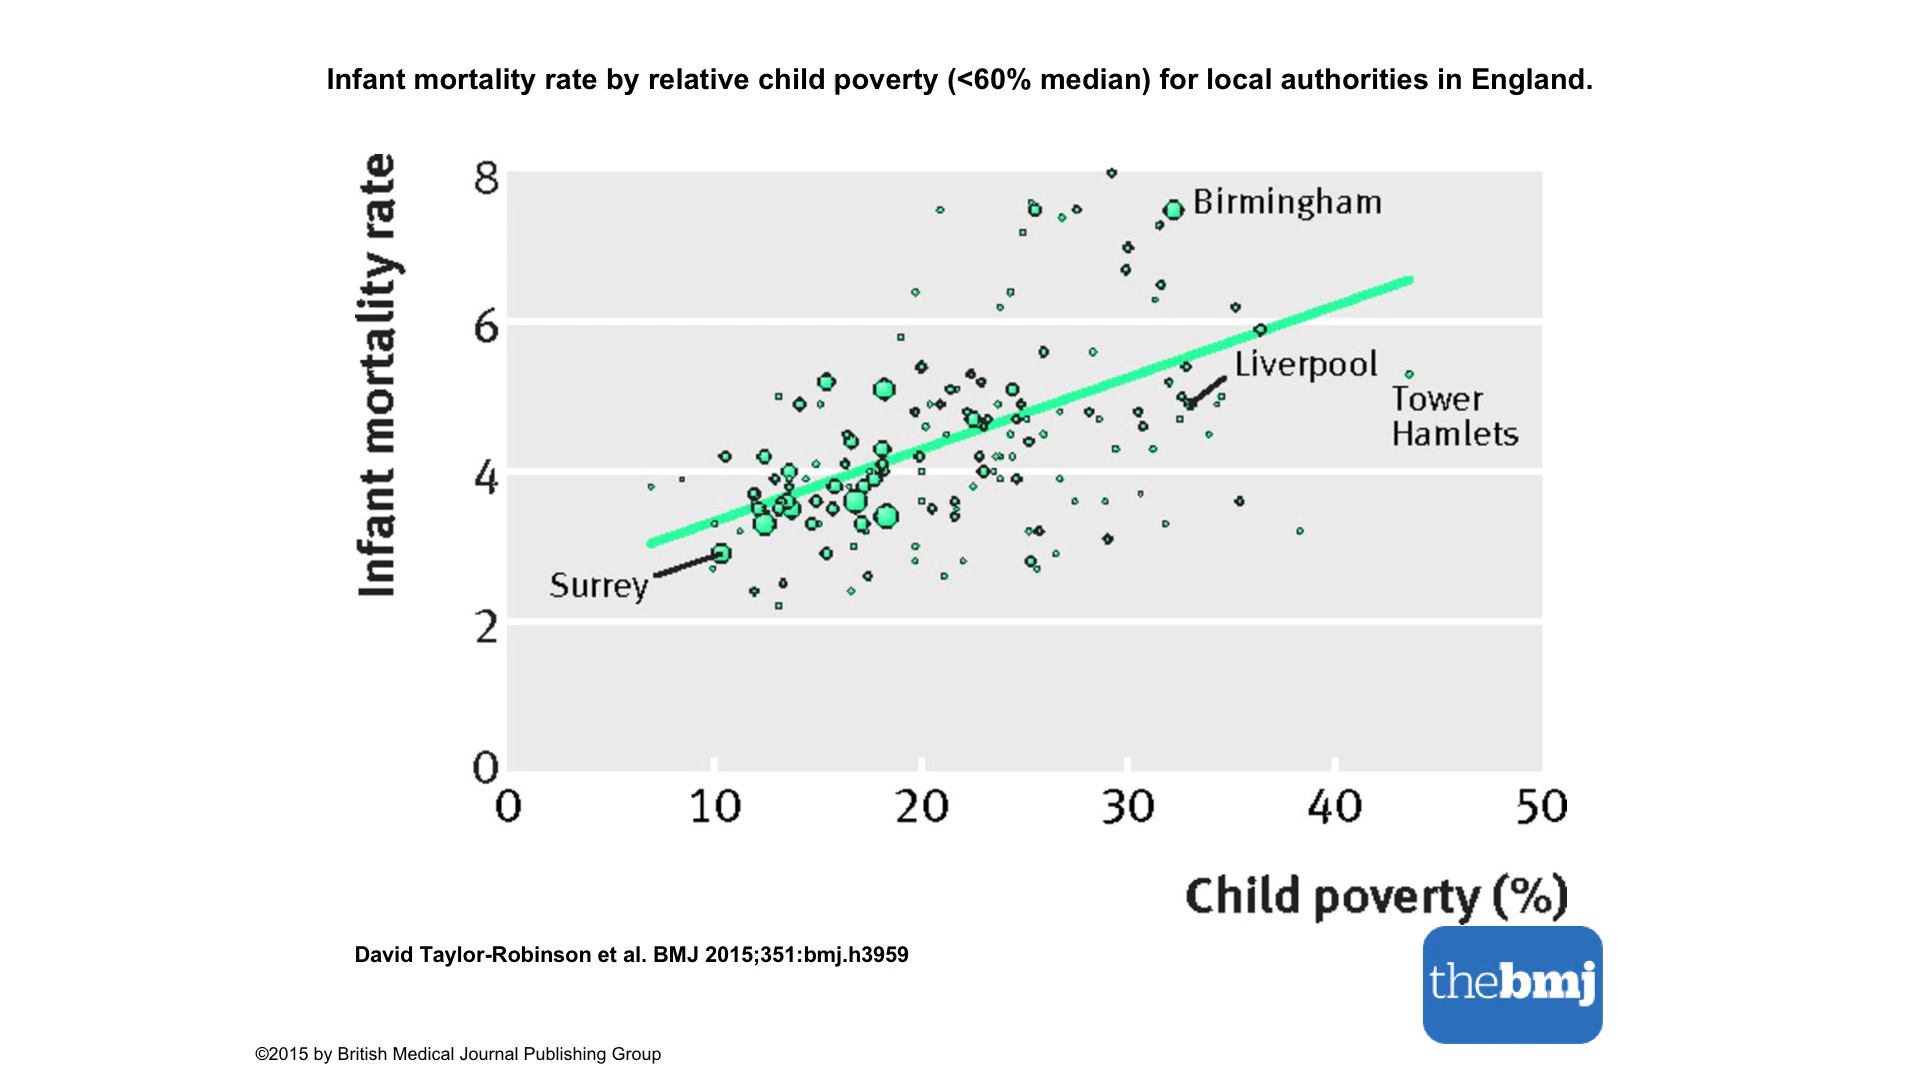 Infant mortality rate by relative child poverty (<60% median) for local authorities in England.
Infant mortality rate
8
Birmingham
6
Liverpool
Tower
Hamlets
4
Surrey
2
0
0 10 20 30 40 50
Child poverty (%)
David Taylor-Robinson et al. BMJ 2015;351:bmj.h3959
thebmj
©2015 by British Medical Journal Publishing Group